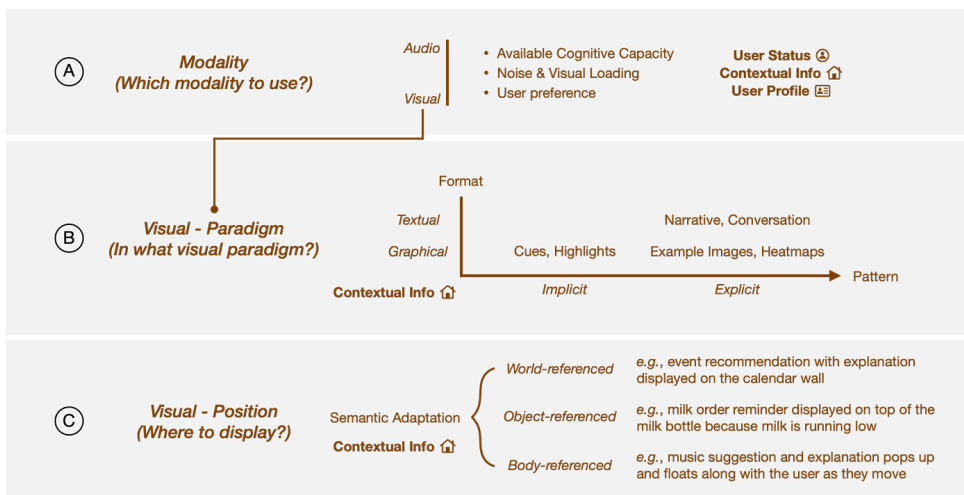 A
Modality
(Which modality to use?)
Audio
Visual
• Available Cognitive Capacity
• Noise & Visual Loading
• User preference
User Status
Contextual Info
User Profile
B
Visual - Paradigm
(In what visual paradigm?)
Format
Textual
Narrative, Conversation
Graphical
Cues, Highlights
Example Images, Heatmaps
Pattern
Contextual Info
Implicit
Explicit
C
Visual - Position
(Where to display?)
Semantic Adaptation
Contextual Info
World-referenced
e.g., event recommendation with explanation
displayed on the calendar wall
Object-referenced
e.g., milk order reminder displayed on top of the
milk bottle because milk is running low
Body-referenced
e.g., music suggestion and explanation pops up
and floats along with the user as they move